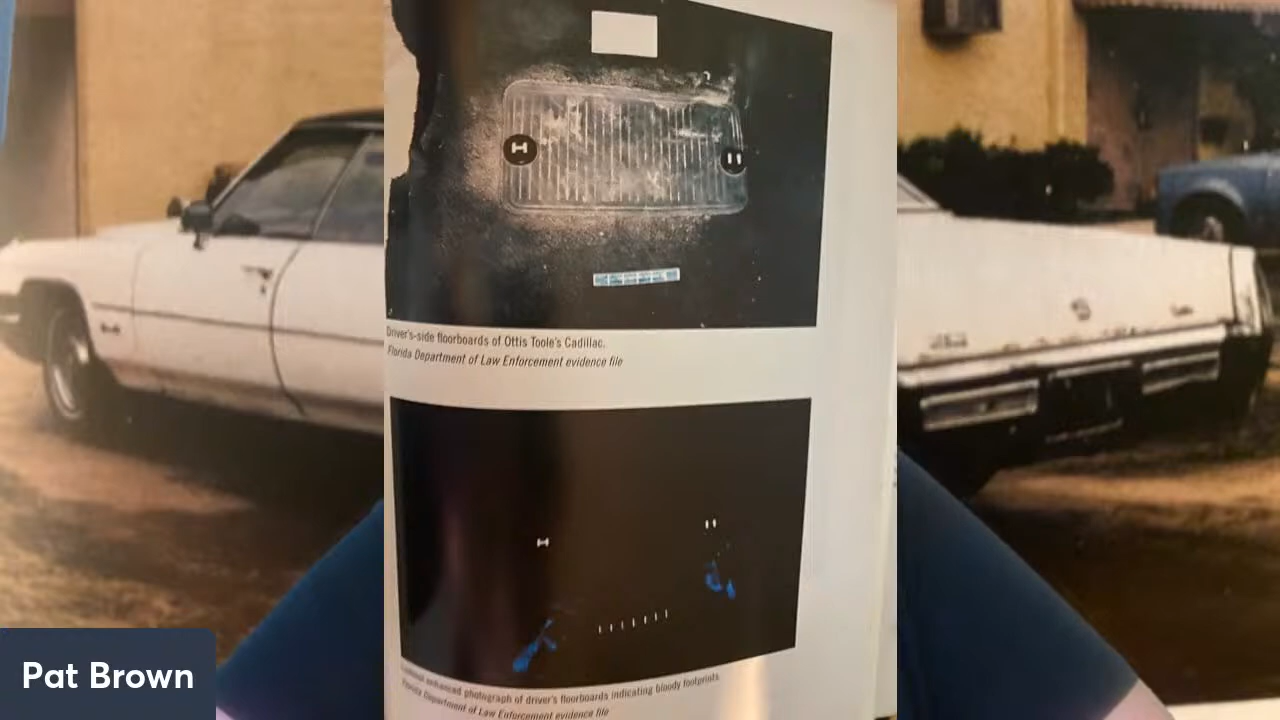 Driver's-side floorboards of Ottis Toole's Cadillac.
Florida Department of Law Enforcement evidence file
enhanced photograph of driver's floorboards indicating bloody footprints.
Florida Department of Law Enforcement evidence file
Pat Brown